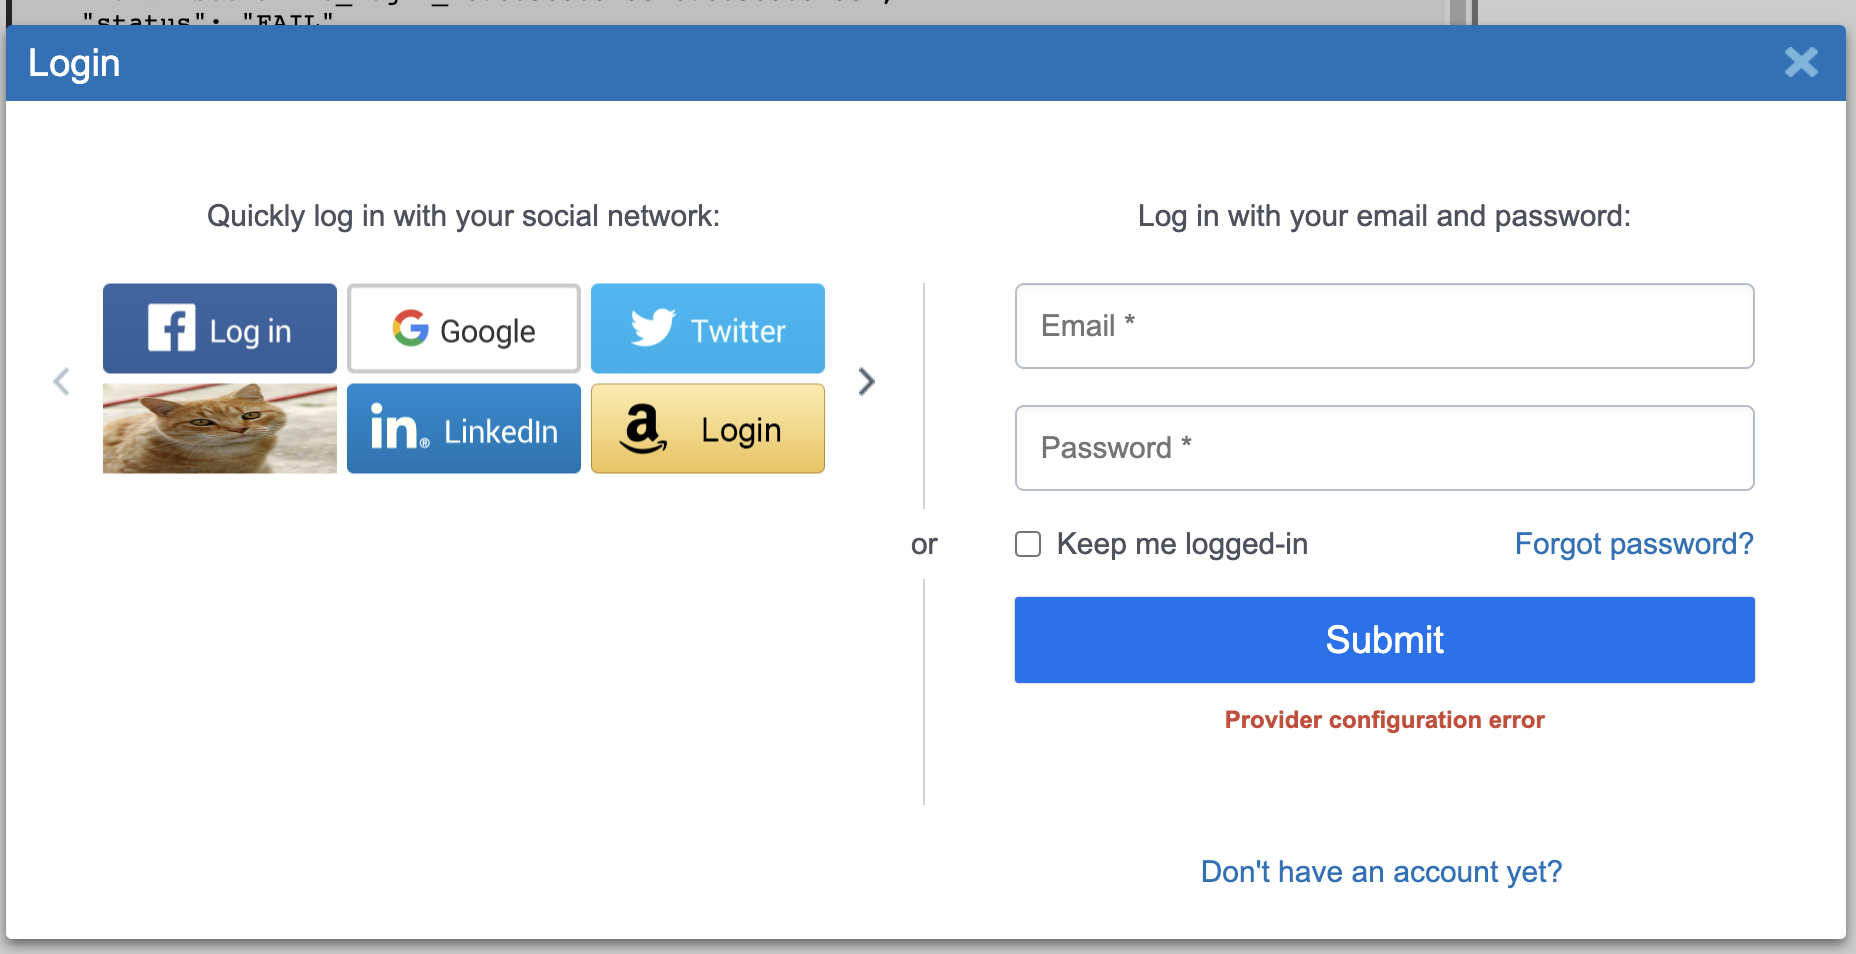 "status": "FAIL"
Login
Quickly log in with your social network:
Log in
Google
Twitter
in® LinkedIn
a Login
or
Log in with your email and password:
Email *
Password *
Keep me logged-in
Forgot password?
Submit
Provider configuration error
Don't have an account yet?